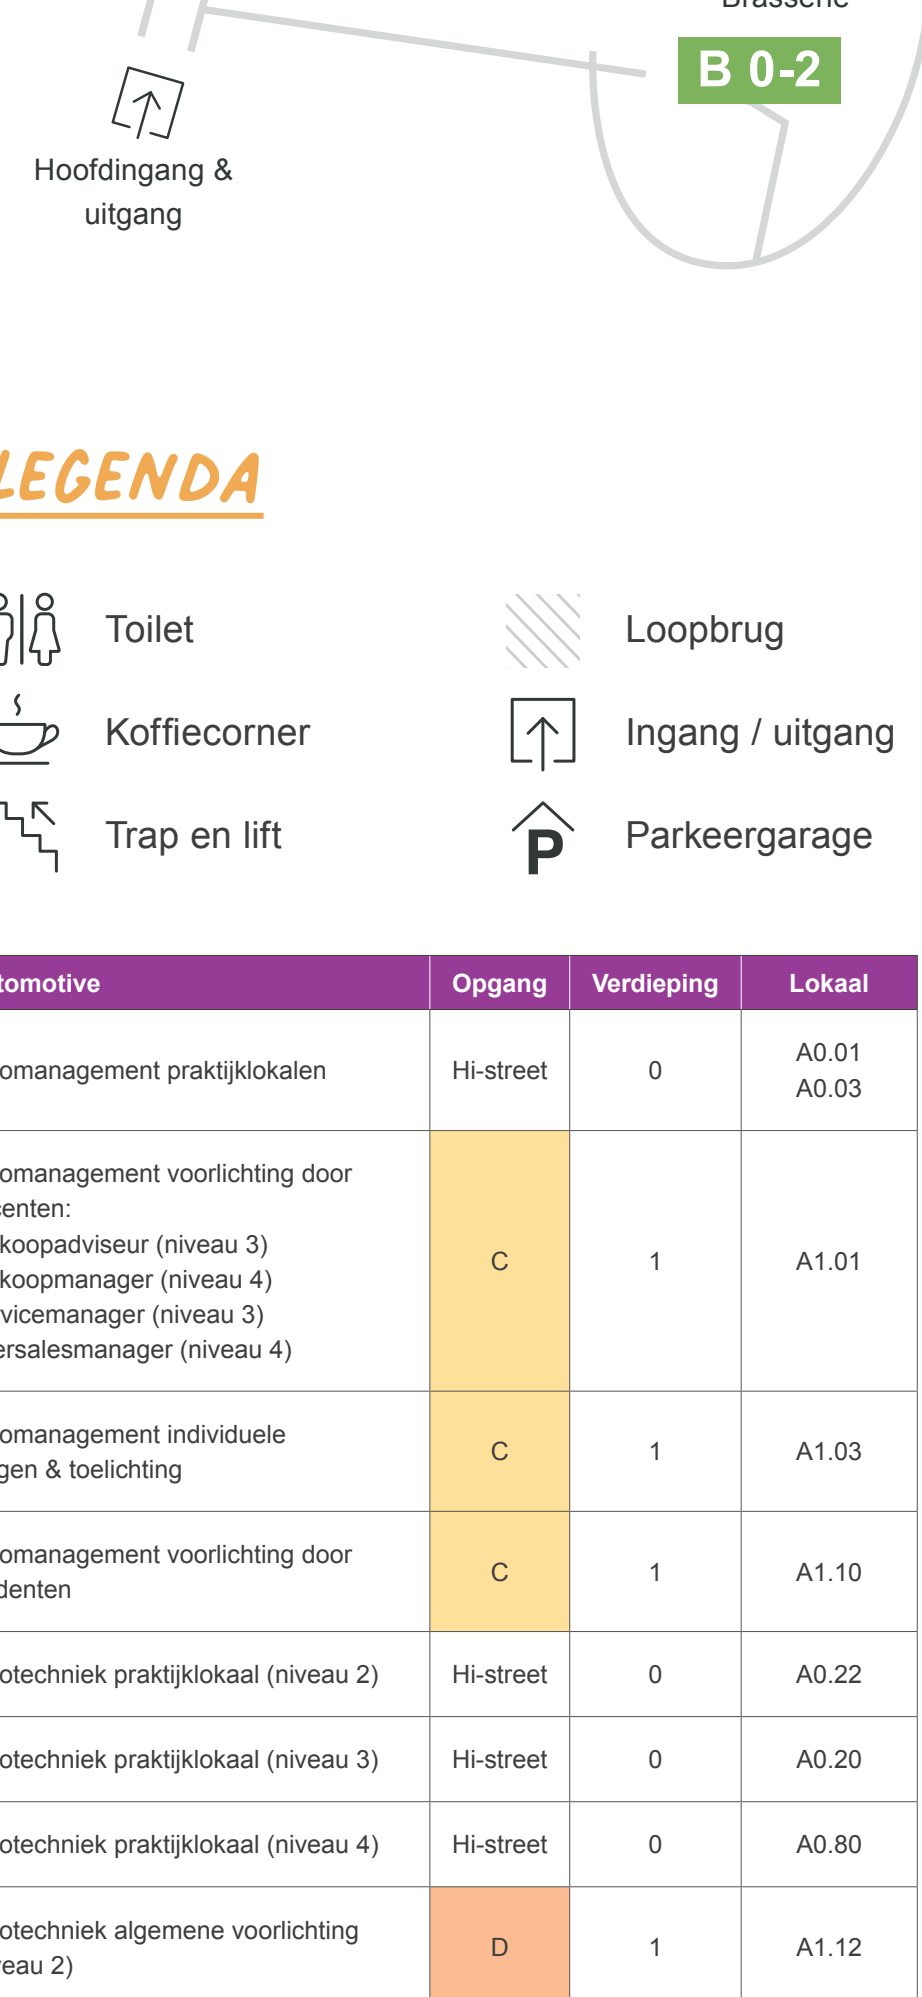 Brasserie
B 0-2
Hoofdingang &
uitgang
LEGENDA
Toilet
Loopbrug
Koffiecorner
Ingang / uitgang
Trap en lift
P
Parkeergarage
tomotive
Opgang
Verdieping
Lokaal
omanagement praktijklokalen
Hi-street
0
A0.01
A0.03
omanagement voorlichting door
centen:
koopadviseur (niveau 3)
koopmanager (niveau 4)
vicemanager (niveau 3)
ersalesmanager (niveau 4)
C
1
A1.01
omanagement individuele
gen & toelichting
C
1
A1.03
omanagement voorlichting door
denten
C
1
A1.10
otechniek praktijklokaal (niveau 2)
Hi-street
0
A0.22
otechniek praktijklokaal (niveau 3)
Hi-street
0
A0.20
otechniek praktijklokaal (niveau 4)
Hi-street
0
A0.80
otechniek algemene voorlichting
veau 2)
D
1
A1.12